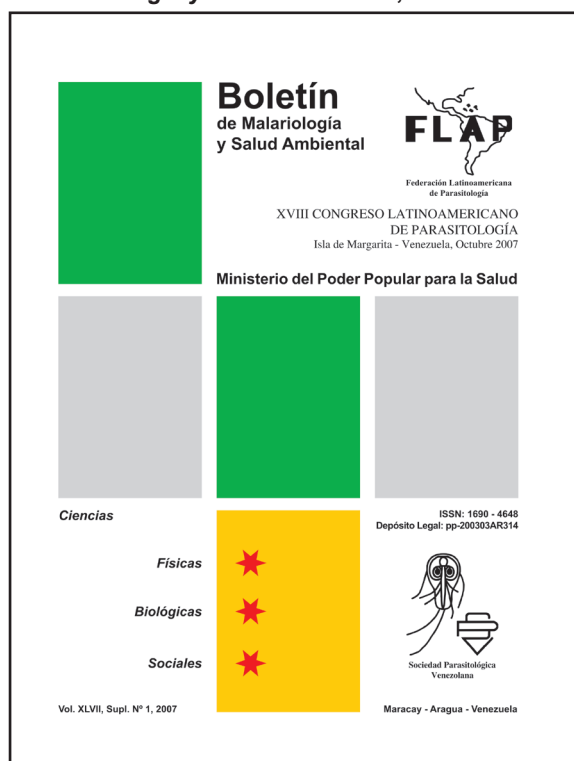 Boletín
de Malariología
y Salud Ambiental
FLAP
Federación Latinoamericana
de Parasitología
XVIII CONGRESO LATINOAMERICANO
DE PARASITOLOGÍA
Isla de Margarita - Venezuela, Octubre 2007
Ministerio del Poder Popular para la Salud
Ciencias
ISSN: 1690 - 4648
Depósito Legal: pp-200303AR314
Físicas
Biológicas
Sociales
Sociedad Parasitológica
Venezolana
Vol. XLVII, Supl. Nº 1, 2007
Maracay - Aragua - Venezuela